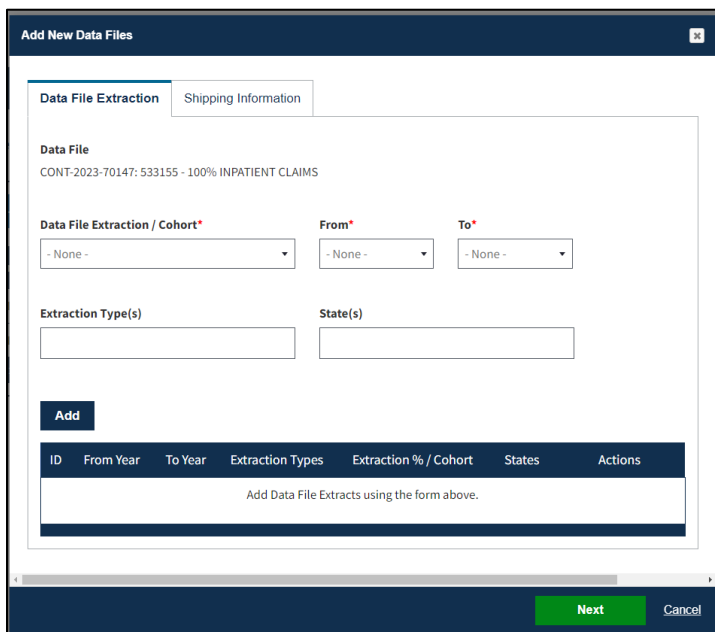 Add New Data Files
x
Data File Extraction Shipping Information
Data File
CONT-2023-70147: 533155 - 100% INPATIENT CLAIMS
Data File Extraction / Cohort* From* To*
- None - - None - - None -
Extraction Type(s) State(s)
Add
ID From Year To Year Extraction Types Extraction % / Cohort States Actions
Add Data File Extracts using the form above.
Next Cancel